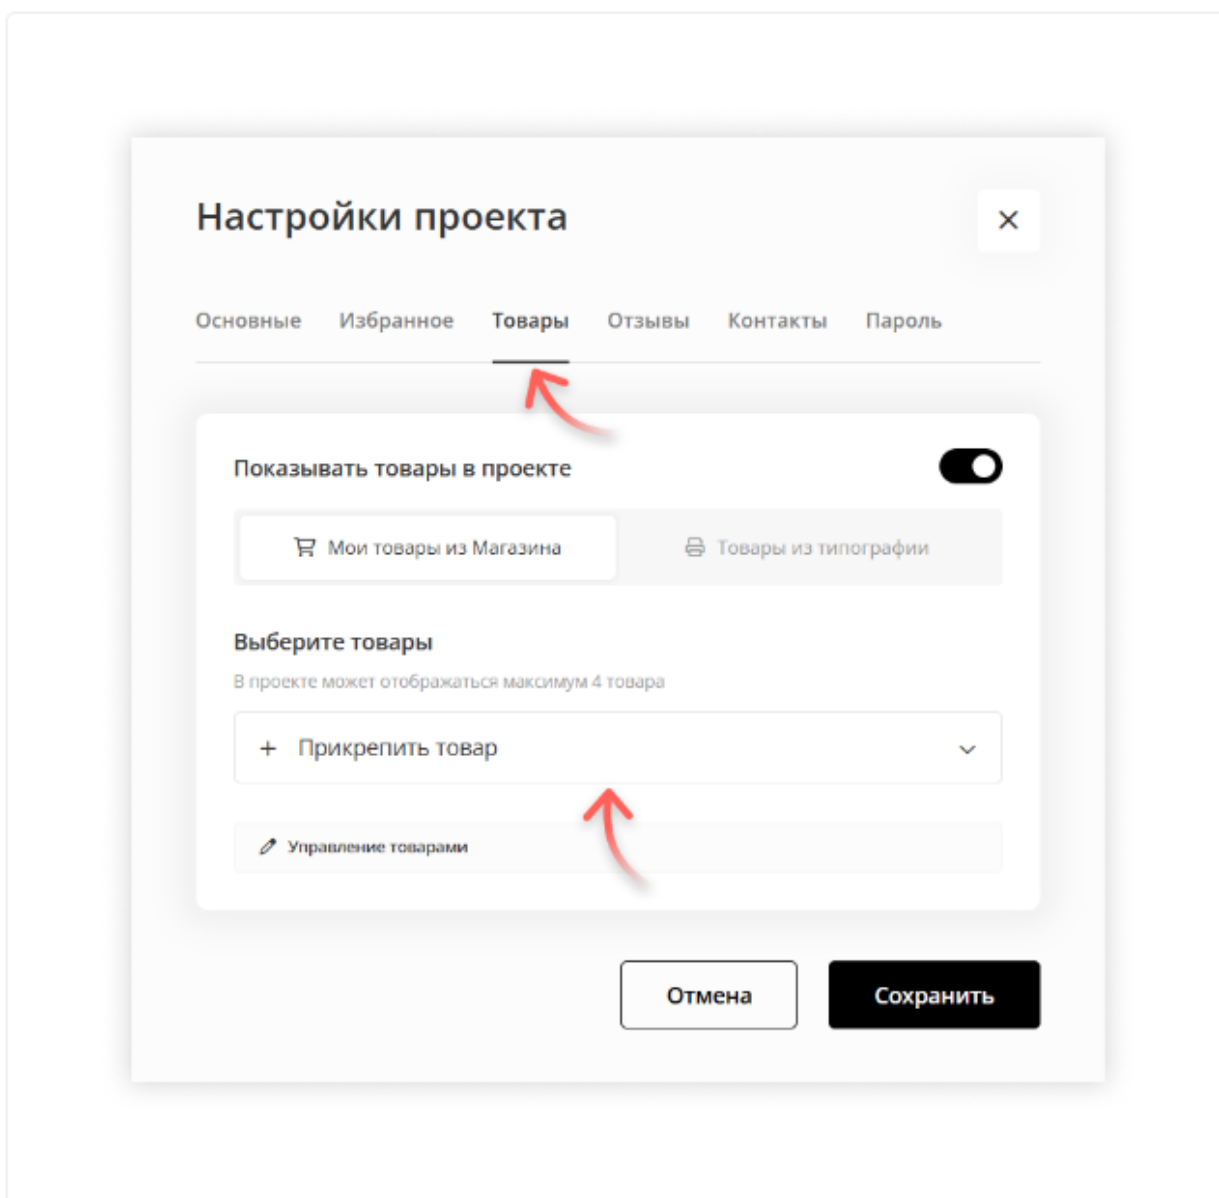 Настройки проекта
Основные Избранное Товары Отзывы Контакты Пароль
Показывать товары в проекте
Мои товары из Магазина Товары из типографии
Выберите товары
В проекте может отображаться максимум 4 товара
+ Прикрепить товар
Управление товарами
Отмена Сохранить